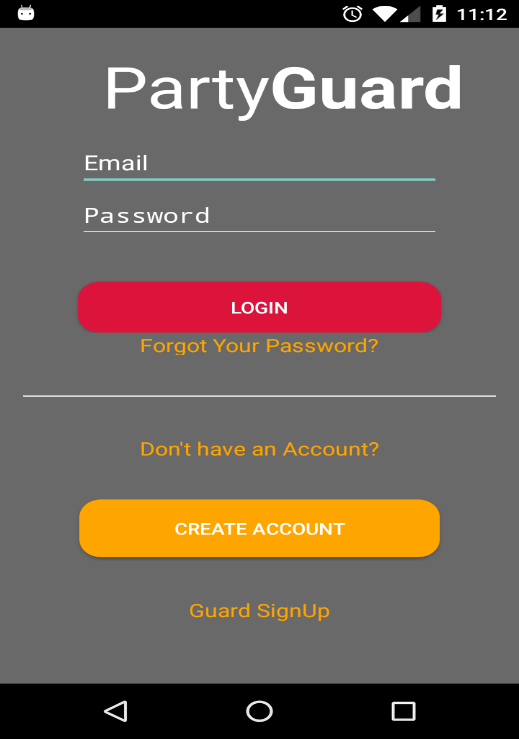 11:12
PartyGuard
Email
Password
LOGIN
Forgot Your Password?
Don't have an Account?
CREATE ACCOUNT
Guard SignUp